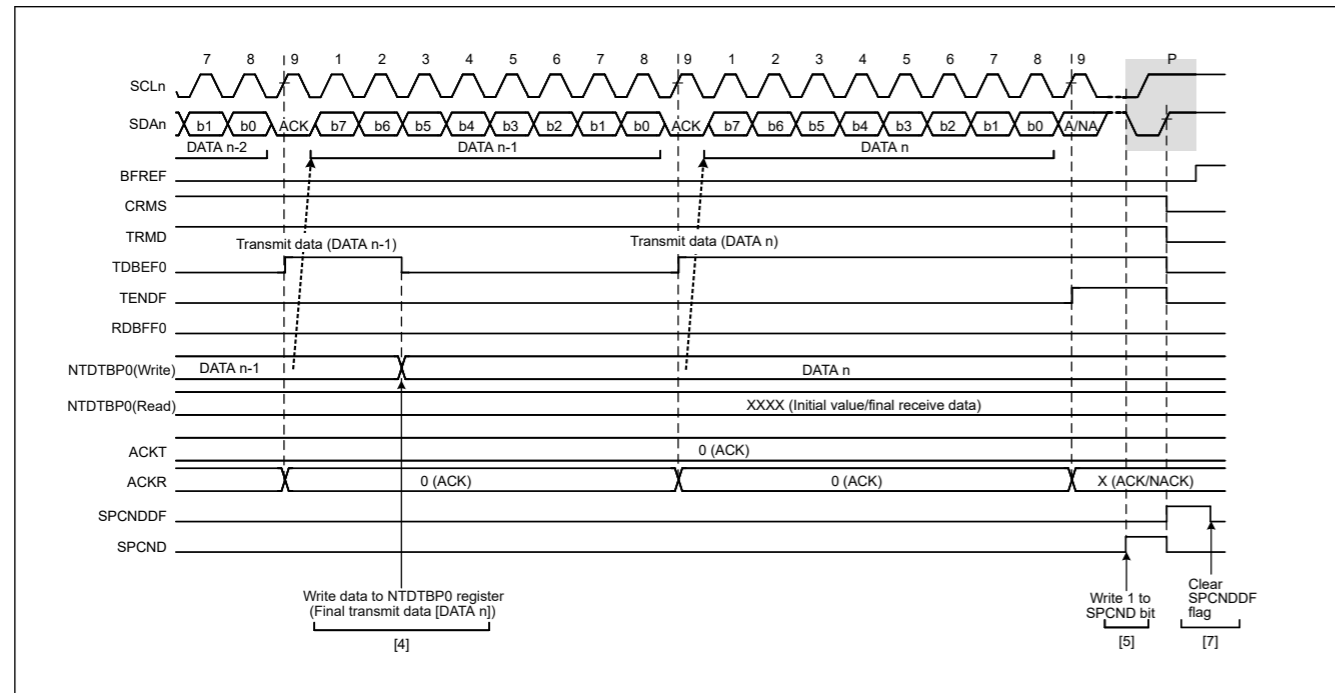 7 8 9 1 2 3 4 5 6 7 8 9 1 2 3 4 5 6 7 8 9 P
SCLn
SDAn b1 b0 ACK b7 b6 b5 b4 b3 b2 b1 b0 ACK b7 b6 b5 b4 b3 b2 b1 b0 A/NA
DATA n-2 DATA n-1 DATA n
BFREF
CRMS
TRMD
Transmit data (DATA n-1) Transmit data (DATA n)
TDBEF0
TENDF
RDBFF0
NTDTBP0(Write) DATA n-1 DATA n
NTDTBP0(Read) XXXX (Initial value/final receive data)
ACKT 0 (ACK)
ACKR 0 (ACK) 0 (ACK) X (ACK/NACK)
SPCNDDF
SPCND
Write data to NTDTBP0 register
(Final transmit data [DATA n])
[4]
Write 1 to
SPCND bit
[5]
Clear
SPCNDDF
flag
[7]